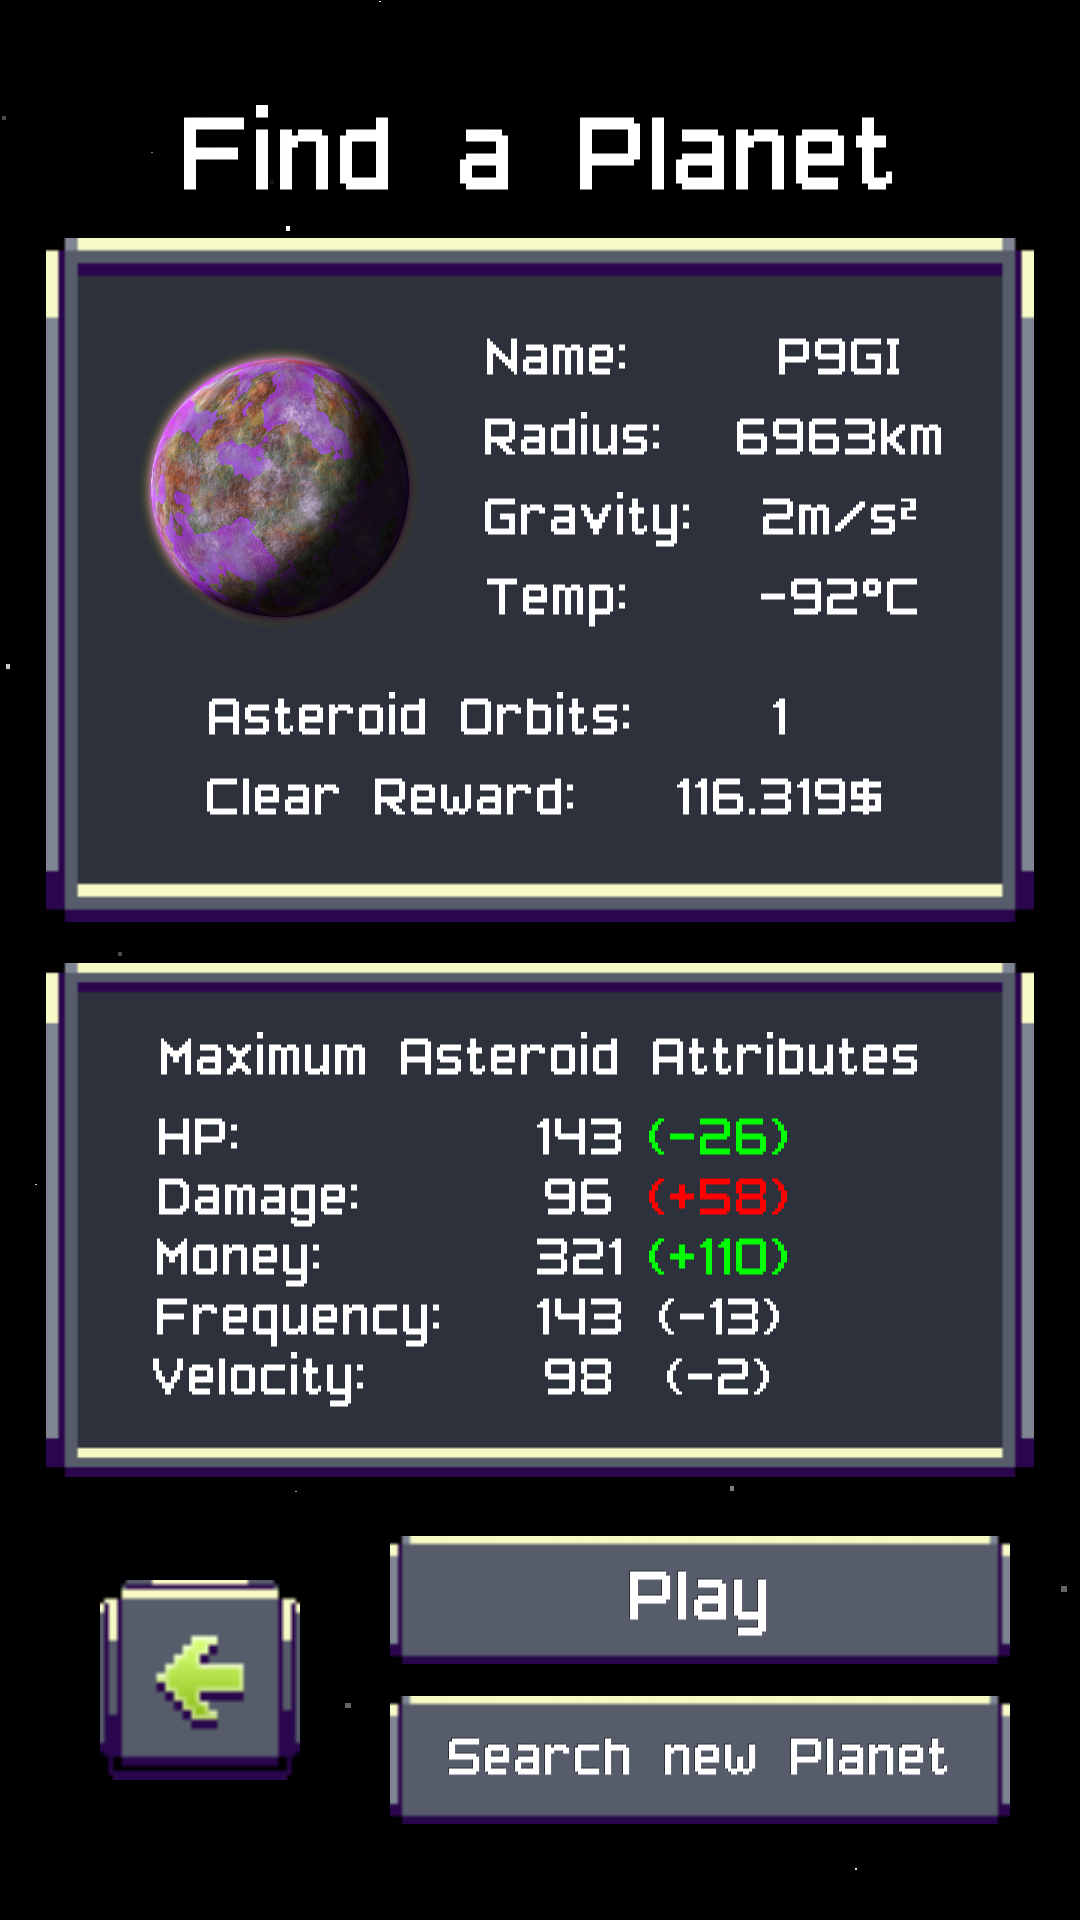 Find a Planet
Name: P9GI
Radius: 6963km
Gravity: 2m/s²
Temp: -92°C
Asteroid Orbits: 1
Clear Reward: 116.319$
Maximum Asteroid Attributes
HP: 143 (-26)
Damage: 96 (+58)
Money: 321 (+110)
Frequency: 143 (-13)
Velocity: 98 (-2)
Play
Search new Planet